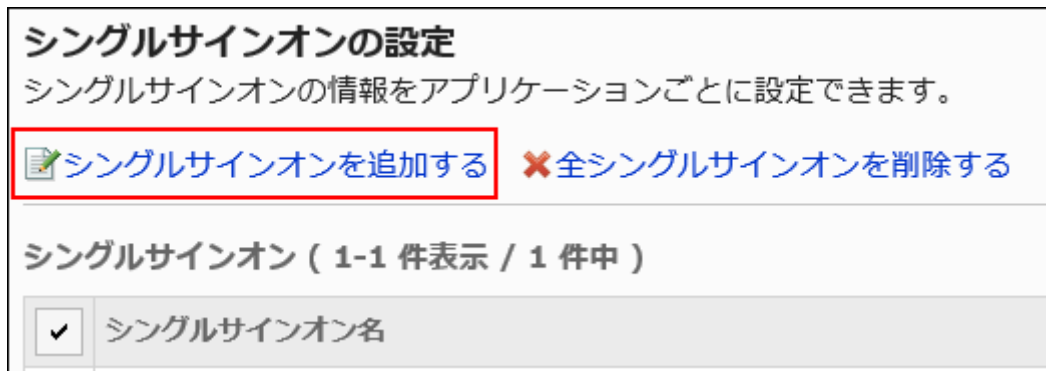 シングルサインオンの設定
シングルサインオンの情報をアプリケーションごとに設定できます。
シングルサインオンを追加する 全シングルサインオンを削除する
シングルサインオン ( 1-1 件表示 / 1 件中 )
シングルサインオン名